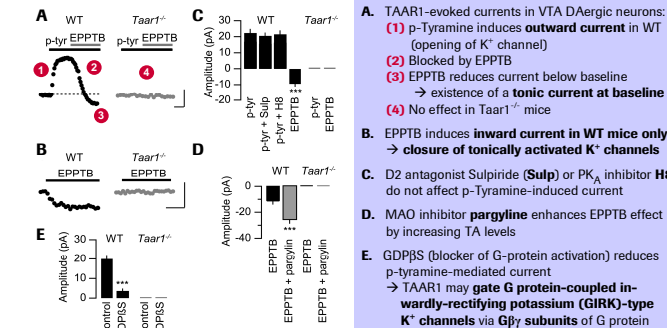 A
WT
Taar1-/-
p-tyr EPPTB
p-tyr EPPTB
1
2
3
4
B
WT
Taar1-/-
EPPTB
EPPTB
C
WT
Taar1-/-
Amplitude (pA)
30
20
10
0
-10
-20
***
p-tyr
p-tyr + Sulp
p-tyr + H8
EPPTB
p-tyr
EPPTB
D
WT
Taar1-/-
Amplitude (pA)
0
-20
-40
***
EPPTB
EPPTB + pargylin
EPPTB
EPPTB + pargylin
E
WT
Taar1-/-
Amplitude (pA)
30
20
10
0
***
A. TAAR1-evoked currents in VTA DAergic neurons:
(1) p-Tyramine induces outward current in WT
(opening of K+ channel)
(2) Blocked by EPPTB
(3) EPPTB reduces current below baseline
→ existence of a tonic current at baseline
(4) No effect in Taar1-/- mice
B. EPPTB induces inward current in WT mice only
→ closure of tonically activated K+ channels
C. D2 antagonist Sulpiride (Sulp) or PKA inhibitor H8
do not affect p-Tyramine-induced current
D. MAO inhibitor pargyline enhances EPPTB effect
by increasing TA levels
E. GDPβS (blocker of G-protein activation) reduces
p-tyramine-mediated current
→ TAAR1 may gate G protein-coupled in-
wardly-rectifying potassium (GIRK)-type
K+ channels via Gβγ subunits of G protein